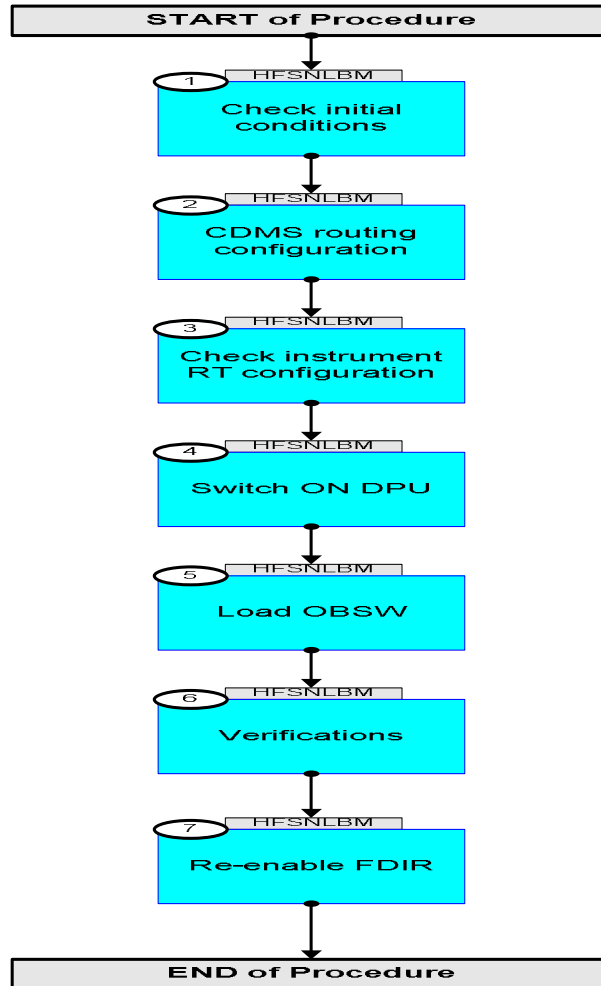 START of Procedure
HFSNLBM
1
Check initial
conditions
HFSNLBM
2
CDMS routing
configuration
HFSNLBM
3
Check instrument
RT configuration
HFSNLBM
4
Switch ON DPU
HFSNLBM
5
Load OBSW
HFSNLBM
6
Verifications
HFSNLBM
7
Re-enable FDIR
END of Procedure